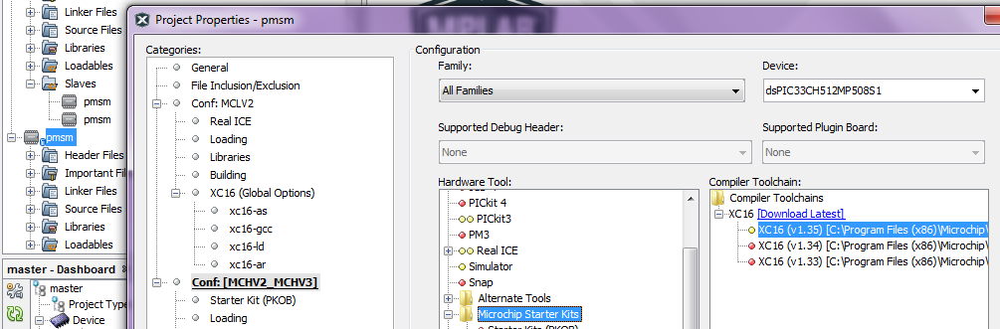 Linker Files
Source Files
Libraries
Loadables
Slaves
pmsm
pmsm
pmsm
Header Files
Important Fil
Linker Files
Source Files
Libraries
Loadables
master - Dashboard
master
Project Type
Device
Project Properties - pmsm
Categories:
General
File Inclusion/Exclusion
Conf: MCLV2
Real ICE
Loading
Libraries
Building
XC16 (Global Options)
xc16-as
xc16-gcc
xc16-ld
xc16-ar
Conf: [MCHV2_MCHV3]
Starter Kit (PKOB)
Loading
Configuration
Family:
All Families
Device:
dsPIC33CH512MP508S1
Supported Debug Header:
None
Supported Plugin Board:
None
Hardware Tool:
PICkit 4
PICkit3
PM3
Real ICE
Simulator
Snap
Alternate Tools
Microchip Starter Kits
Starter Kit (PKOB)
Compiler Toolchain:
Compiler Toolchains
XC16 [Download Latest]
XC16 (v1.35) [C:\Program Files (x86)\Microchip\
XC16 (v1.34) [C:\Program Files (x86)\Microchip\
XC16 (v1.33) [C:\Program Files (x86)\Microchip\